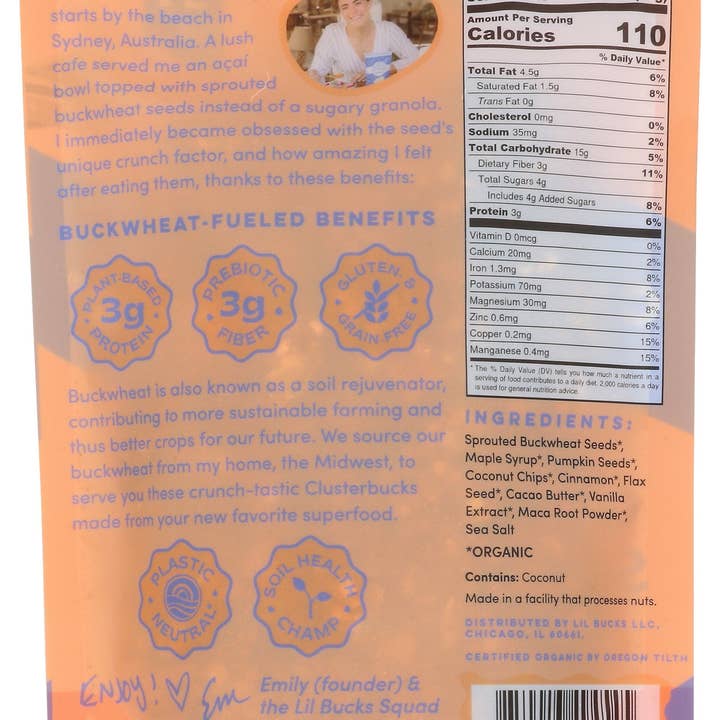 starts by the beach in
Sydney, Australia. A lush
cafe served me an açaí
bowl topped with sprouted
buckwheat seeds instead of a sugary granola.
I immediately became obsessed with the seed's
unique crunch factor, and how amazing I felt
after eating them, thanks to these benefits:
BUCKWHEAT-FUELED BENEFITS
PLANT-BASED
3g
PROTEIN
PREBIOTIC
3g
FIBER
GLUTEN- &
GRAIN-FREE
Buckwheat is also known as a soil rejuvenator,
contributing to more sustainable farming and
thus better crops for our future. We source our
buckwheat from my home, the Midwest, to
serve you these crunch-tastic Clusterbucks
made from your new favorite superfood.
PLASTIC
NEUTRAL
SOIL HEALTH
CHAMP
ENJOY! Em
Emily (founder) &
the Lil Bucks Squad
Amount Per Serving
Calories 110
% Daily Value*
Total Fat 4.5g 6%
Saturated Fat 1.5g 8%
Trans Fat 0g
Cholesterol 0mg 0%
Sodium 35mg 2%
Total Carbohydrate 15g 5%
Dietary Fiber 3g 11%
Total Sugars 4g
Includes 4g Added Sugars 8%
Protein 3g 6%
Vitamin D 0mcg 0%
Calcium 20mg 2%
Iron 1.3mg 8%
Potassium 70mg 2%
Magnesium 30mg 8%
Zinc 0.6mg 6%
Copper 0.2mg 15%
Manganese 0.4mg 15%
* The % Daily Value (DV) tells you how much a nutrient in a
serving of food contributes to a daily diet. 2,000 calories a day
is used for general nutrition advice.
INGREDIENTS:
Sprouted Buckwheat Seeds*,
Maple Syrup*, Pumpkin Seeds*,
Coconut Chips*, Cinnamon*, Flax
Seed*, Cacao Butter*, Vanilla
Extract*, Maca Root Powder*,
Sea Salt
*ORGANIC
Contains: Coconut
Made in a facility that processes nuts.
DISTRIBUTED BY LIL BUCKS LLC,
CHICAGO, IL 60661.
CERTIFIED ORGANIC BY OREGON TILTH